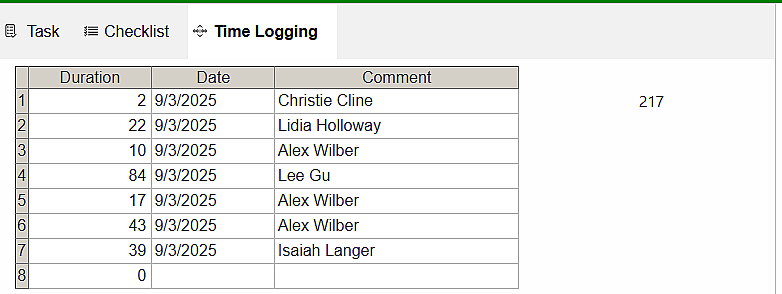 Task Checklist Time Logging
Duration Date Comment
1 2 9/3/2025 Christie Cline 217
2 22 9/3/2025 Lidia Holloway
3 10 9/3/2025 Alex Wilber
4 84 9/3/2025 Lee Gu
5 17 9/3/2025 Alex Wilber
6 43 9/3/2025 Alex Wilber
7 39 9/3/2025 Isaiah Langer
8 0